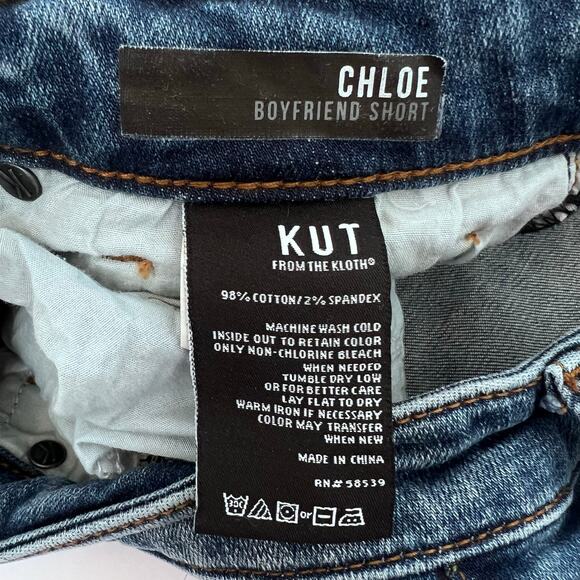 CHLOE
BOYFRIEND SHORT
KUT
FROM THE KLOTH®
98% COTTON/2% SPANDEX
MACHINE WASH COLD
INSIDE OUT TO RETAIN COLOR
ONLY NON-CHLORINE BLEACH
WHEN NEEDED
TUMBLE DRY LOW
OR FOR BETTER CARE
LAY FLAT TO DRY
WARM IRON IF NECESSARY
COLOR MAY TRANSFER
WHEN NEW
MADE IN CHINA
RN# 58539
or